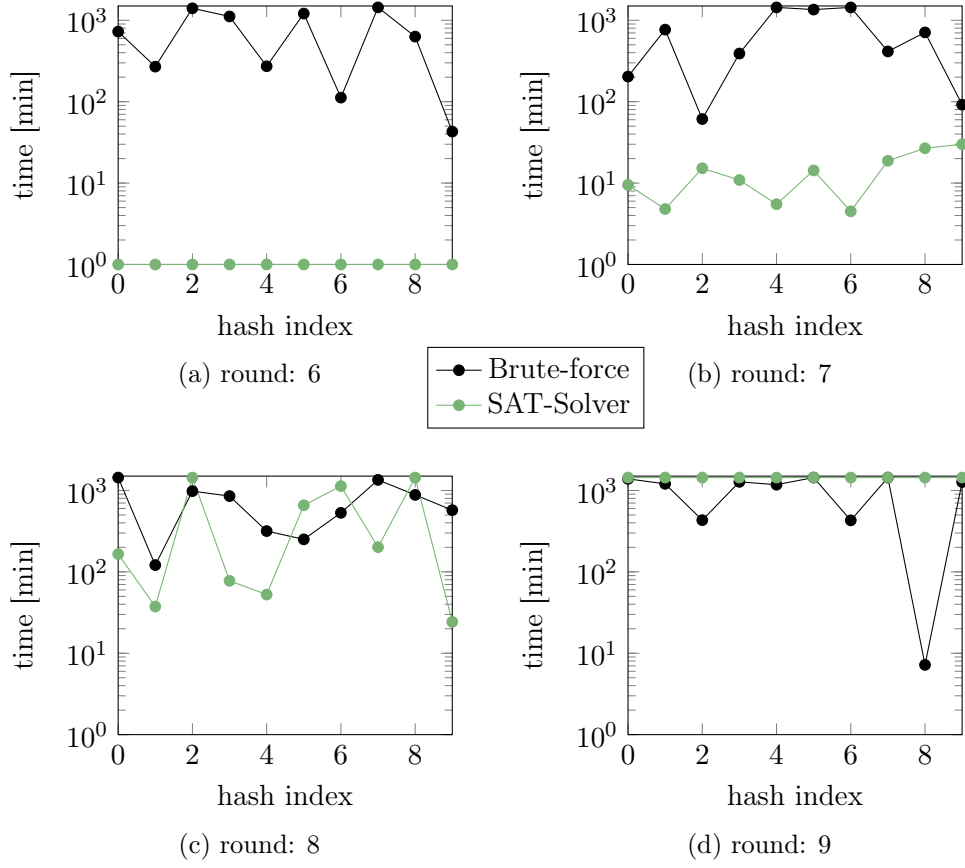 10^3
10^2
10^1
10^0
time [min]
0 2 4 6 8
hash index
(a) round: 6
10^3
10^2
10^1
10^0
time [min]
0 2 4 6 8
hash index
(b) round: 7
Brute-force
SAT-Solver
10^3
10^2
10^1
10^0
time [min]
0 2 4 6 8
hash index
(c) round: 8
10^3
10^2
10^1
10^0
time [min]
0 2 4 6 8
hash index
(d) round: 9